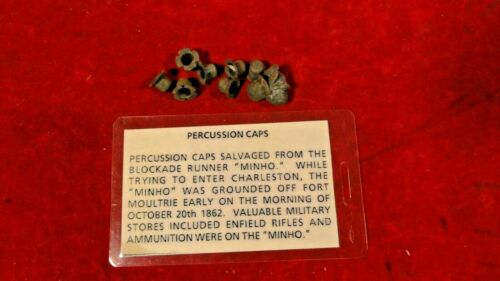 PERCUSSION CAPS
PERCUSSION CAPS SALVAGED FROM THE
BLOCKADE RUNNER "MINHO." WHILE
TRYING TO ENTER CHARLESTON, THE
"MINHO" WAS GROUNDED OFF FORT
MOULTRIE EARLY ON THE MORNING OF
OCTOBER 20th 1862. VALUABLE MILITARY
STORES INCLUDED ENFIELD RIFLES AND
AMMUNITION WERE ON THE "MINHO."